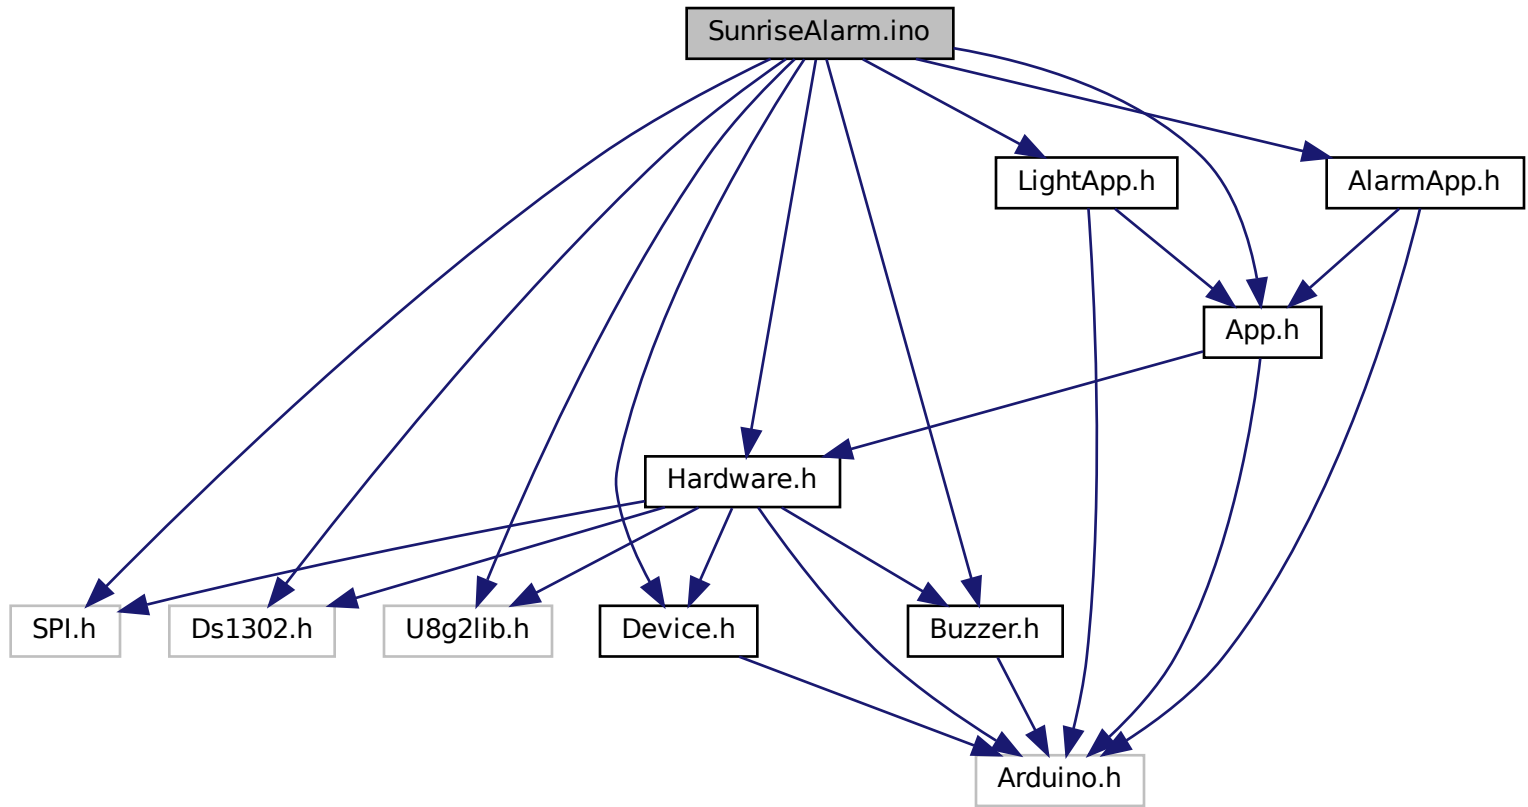 SunriseAlarm.ino
LightApp.h
AlarmApp.h
App.h
Hardware.h
SPI.h
Ds1302.h
U8g2lib.h
Device.h
Buzzer.h
Arduino.h